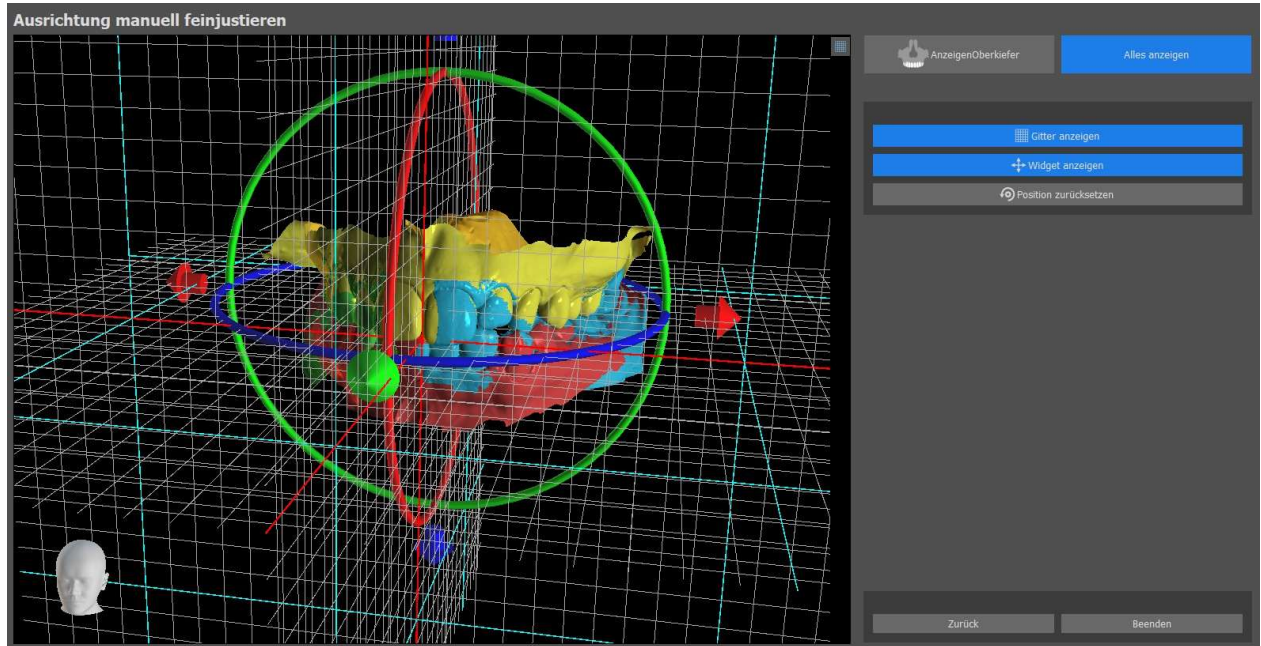 Ausrichtung manuell feinjustieren
AnzeigenOberkiefer
Alles anzeigen
Gitter anzeigen
Widget anzeigen
Position zurücksetzen
Zurück
Beenden